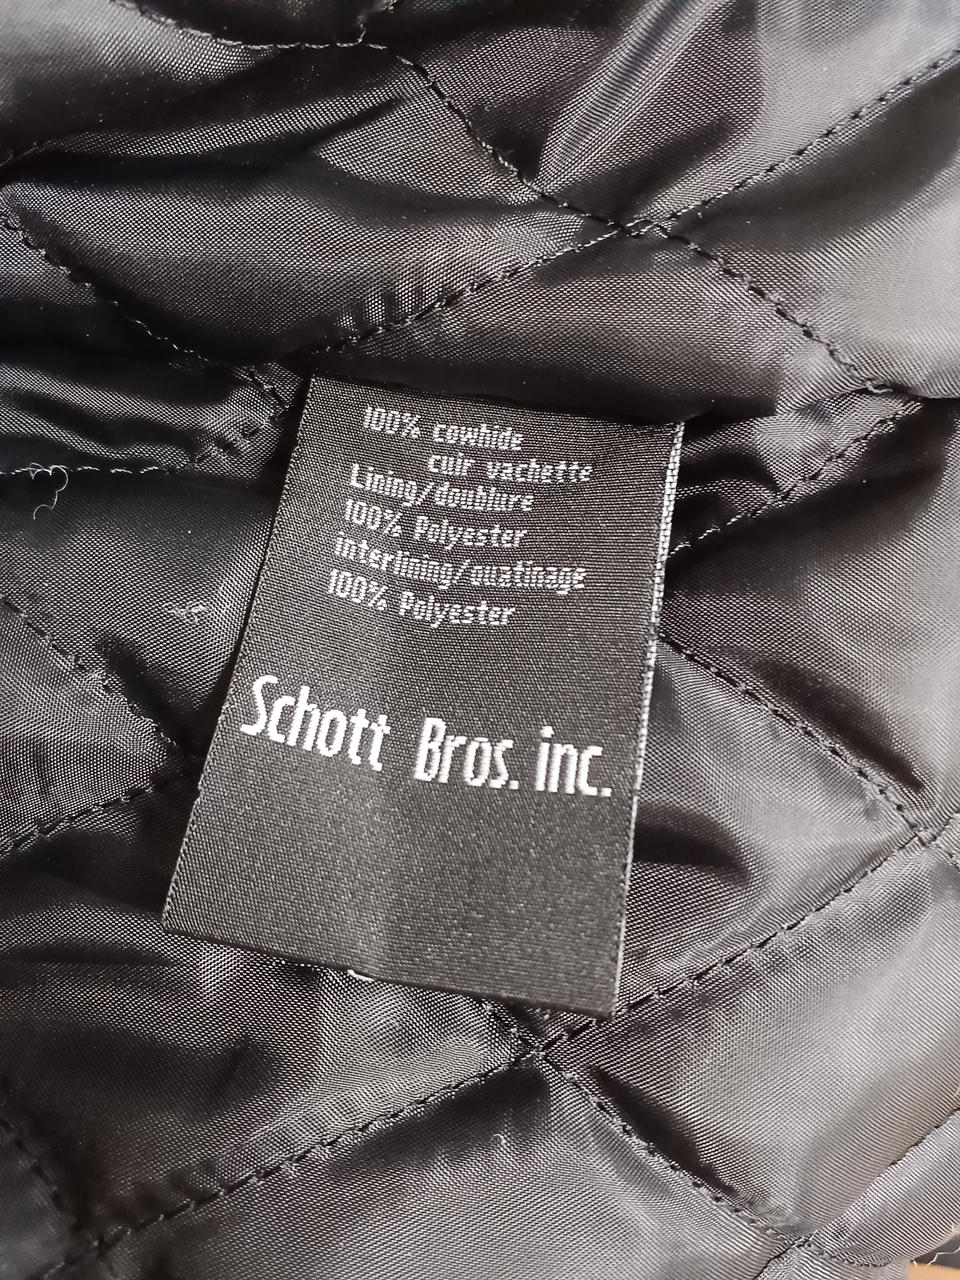 100% cowhide
cuir vachette
Lining/doublure
100% Polyester
interlining/ouatinage
100% Polyester
Schott Bros. inc.